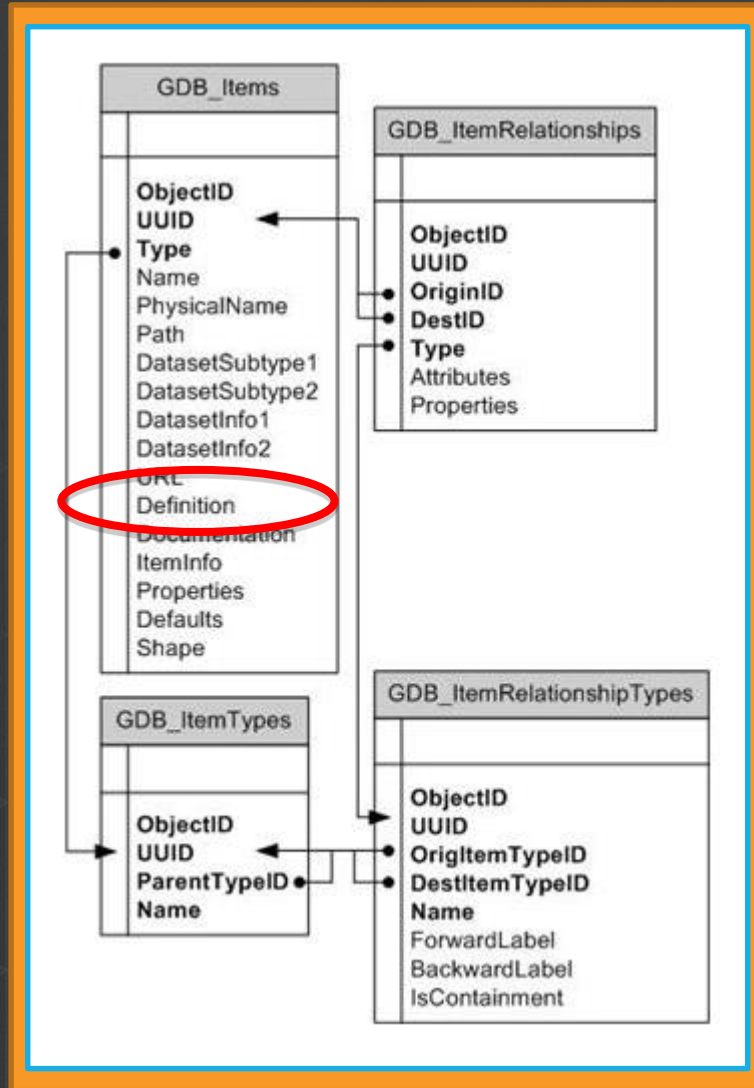 GDB_Items
ObjectID
UUID
Type
Name
PhysicalName
Path
DatasetSubtype1
DatasetSubtype2
DatasetInfo1
DatasetInfo2
URL
Definition
Documentation
ItemInfo
Properties
Defaults
Shape
GDB_ItemRelationships
ObjectID
UUID
OriginID
DestID
Type
Attributes
Properties
GDB_ItemTypes
ObjectID
UUID
ParentTypeID
Name
GDB_ItemRelationshipTypes
ObjectID
UUID
OrigItemTypeID
DestItemTypeID
Name
ForwardLabel
BackwardLabel
IsContainment